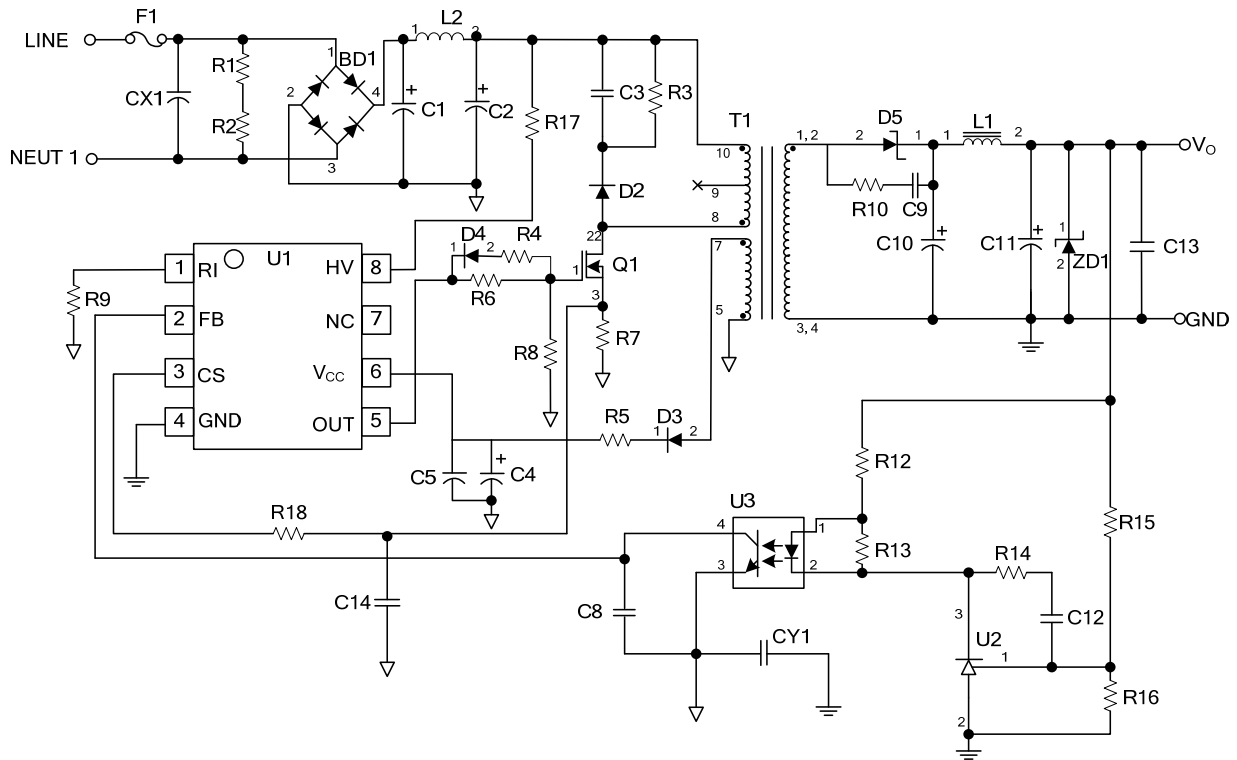 F1
L2
LINE
1 2
R1
1
BD1
2
4
+
C1
+
C2
CX1
R2
R17
C3
R3
NEUT 1
3
T1
10
9
8
1, 2
2
D5
1
1
L1
2
VO
D2
R10
C9
C10
+
C11
+
1
2
ZD1
C13
3, 4
GND
7
5
U1
1 RI
HV 8
2 FB
NC 7
3 CS
VCC 6
4 GND
OUT 5
R9
D4
1 2
R4
R6
22
1
Q1
3
R7
R8
R5
D3
1 2
C5
+
C4
R18
C14
C8
U3
4
3
1
2
CY1
R12
R13
R14
R15
C12
3
U2
1
2
R16